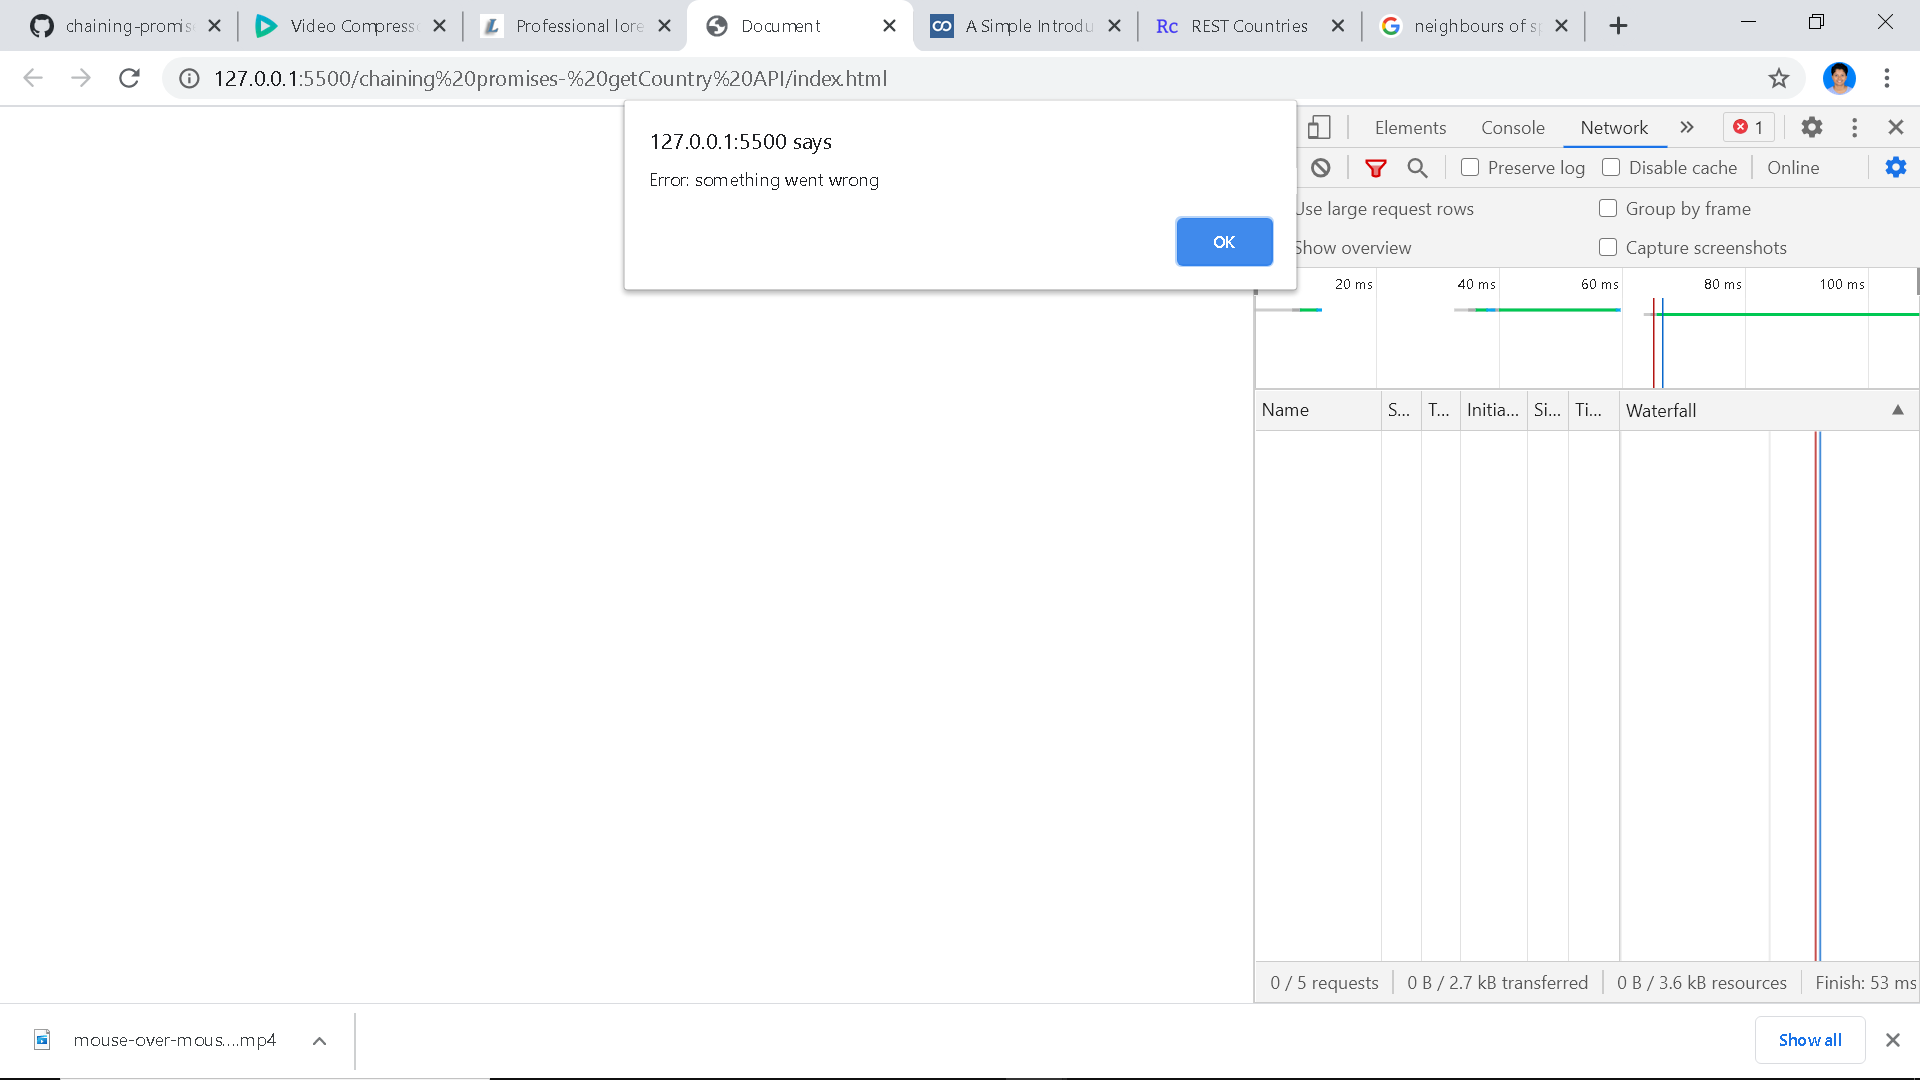 chaining-promis
Video Compresso
Professional lore
Document
A Simple Introdu
REST Countries
neighbours of sp
127.0.0.1:5500/chaining%20promises-%20getCountry%20API/index.html
127.0.0.1:5500 says
Error: something went wrong
OK
Elements Console Network 1
Preserve log Disable cache Online
Use large request rows Group by frame
Show overview Capture screenshots
20 ms 40 ms 60 ms 80 ms 100 ms
Name S... T... Initia... Si... Ti... Waterfall
0 / 5 requests 0 B / 2.7 kB transferred 0 B / 3.6 kB resources Finish: 53 ms
mouse-over-mous....mp4 Show all